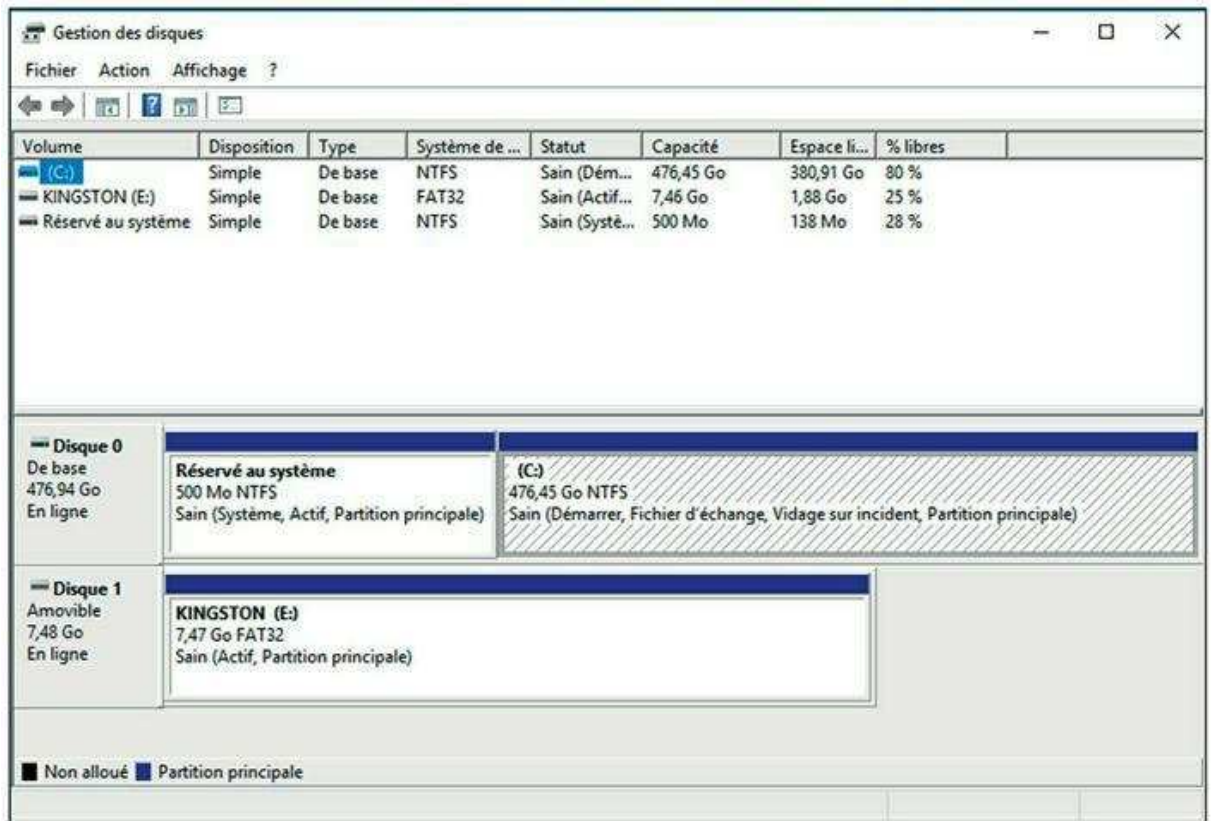 Gestion des disques
Fichier Action Affichage ?
Volume Disposition Type Système de ... Statut Capacité Espace li... % libres
(C:) Simple De base NTFS Sain (Dém... 476,45 Go 380,91 Go 80 %
KINGSTON (E:) Simple De base FAT32 Sain (Actif... 7,46 Go 1,88 Go 25 %
Réservé au système Simple De base NTFS Sain (Systè... 500 Mo 138 Mo 28 %
Disque 0
De base
476,94 Go
En ligne
Réservé au système
500 Mo NTFS
Sain (Système, Actif, Partition principale)
(C:)
476,45 Go NTFS
Sain (Démarrer, Fichier d'échange, Vidage sur incident, Partition principale)
Disque 1
Amovible
7,48 Go
En ligne
KINGSTON (E:)
7,47 Go FAT32
Sain (Actif, Partition principale)
Non alloué Partition principale